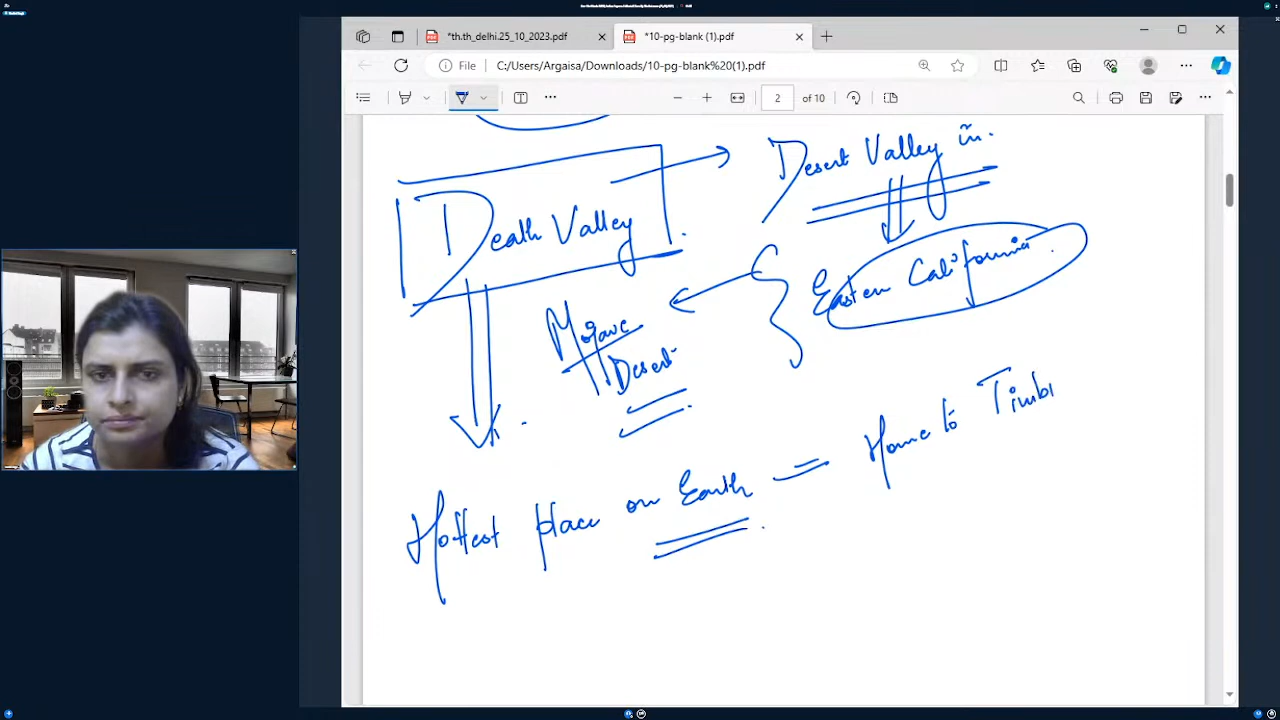 *th.th_delhi.25_10_2023.pdf
*10-pg-blank (1).pdf
File
C:/Users/Argaisa/Downloads/10-pg-blank%20(1).pdf
2 of 10
Desert Valley in.
Death Valley.
Eastern California.
Mojave
Desert
Home to Timb
Hottest place on Earth